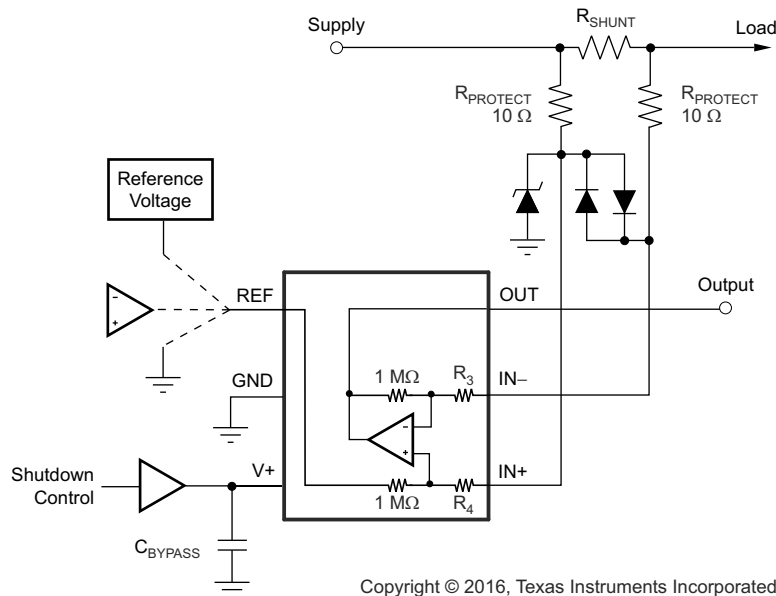 Supply
R_SHUNT
Load
R_PROTECT
10 Ω
R_PROTECT
10 Ω
Reference
Voltage
REF
OUT
Output
-
+
GND
1 MΩ
R_3
IN−
-
+
Shutdown
Control
V+
1 MΩ
R_4
IN+
C_BYPASS
Copyright © 2016, Texas Instruments Incorporated